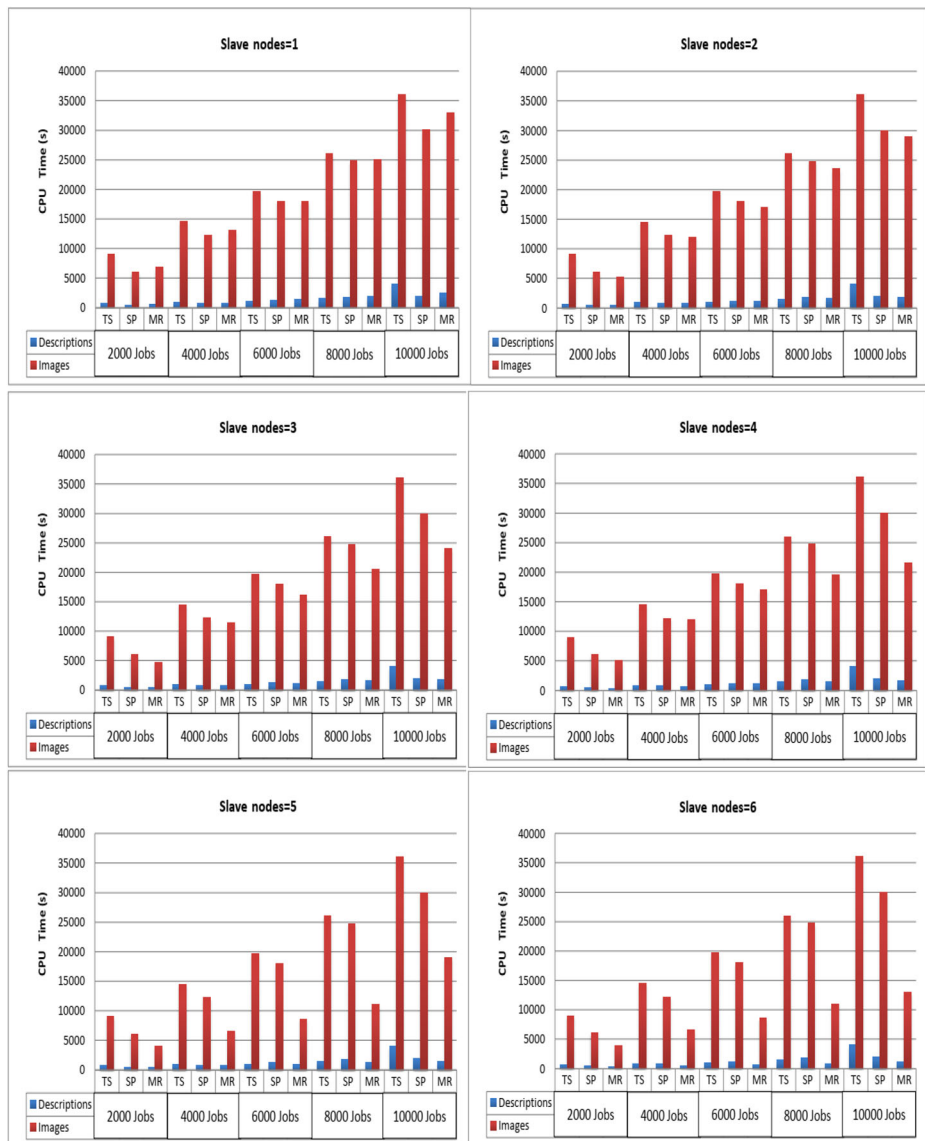 Slave nodes=1
40000
35000
30000
25000
20000
15000
10000
5000
0
CPU Time (s)
TS SP MR TS SP MR TS SP MR TS SP MR TS SP MR
Descriptions
Images
2000 Jobs 4000 Jobs 6000 Jobs 8000 Jobs 10000 Jobs
Slave nodes=2
40000
35000
30000
25000
20000
15000
10000
5000
0
CPU Time (s)
TS SP MR TS SP MR TS SP MR TS SP MR TS SP MR
Descriptions
Images
2000 Jobs 4000 Jobs 6000 Jobs 8000 Jobs 10000 Jobs
Slave nodes=3
40000
35000
30000
25000
20000
15000
10000
5000
0
CPU Time (s)
TS SP MR TS SP MR TS SP MR TS SP MR TS SP MR
Descriptions
Images
2000 Jobs 4000 Jobs 6000 Jobs 8000 Jobs 10000 Jobs
Slave nodes=4
40000
35000
30000
25000
20000
15000
10000
5000
0
CPU Time (s)
TS SP MR TS SP MR TS SP MR TS SP MR TS SP MR
Descriptions
Images
2000 Jobs 4000 Jobs 6000 Jobs 8000 Jobs 10000 Jobs
Slave nodes=5
40000
35000
30000
25000
20000
15000
10000
5000
0
CPU Time (s)
TS SP MR TS SP MR TS SP MR TS SP MR TS SP MR
Descriptions
Images
2000 Jobs 4000 Jobs 6000 Jobs 8000 Jobs 10000 Jobs
Slave nodes=6
40000
35000
30000
25000
20000
15000
10000
5000
0
CPU Time (s)
TS SP MR TS SP MR TS SP MR TS SP MR TS SP MR
Descriptions
Images
2000 Jobs 4000 Jobs 6000 Jobs 8000 Jobs 10000 Jobs